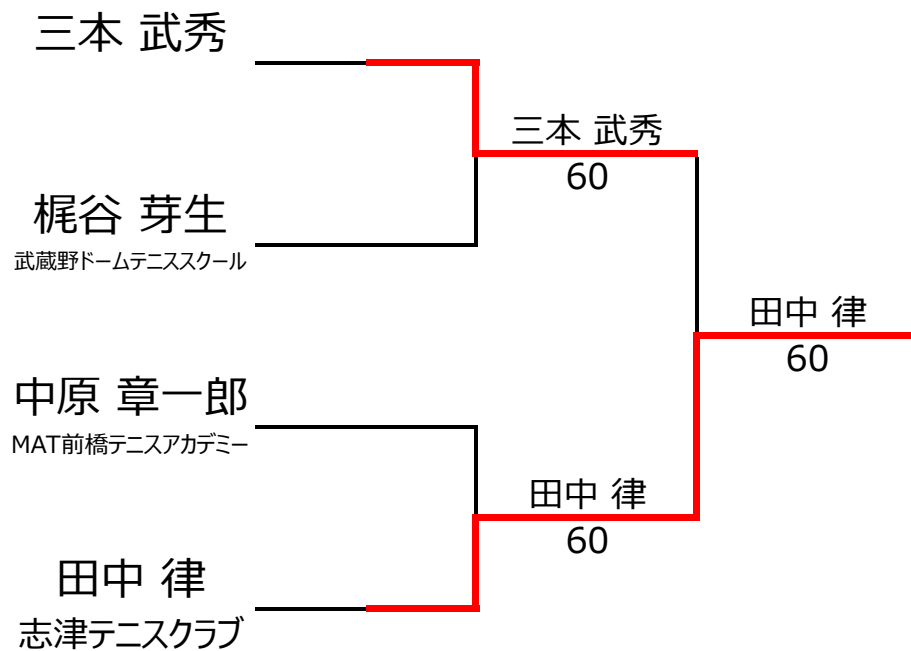 三本 武秀
三本 武秀
60
梶谷 芽生
武蔵野ドームテニススクール
田中 律
60
中原 章一郎
MAT前橋テニスアカデミー
田中 律
60
田中 律
志津テニスクラブ